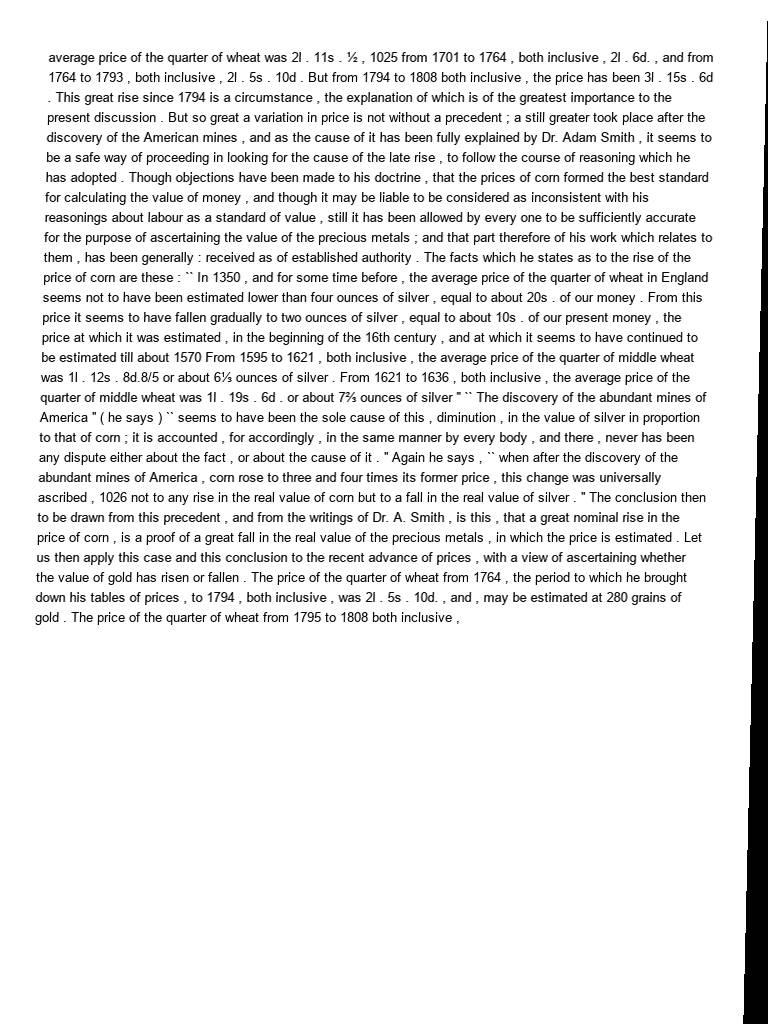 average price of the quarter of wheat was 2l . 11s . ½ , 1025 from 1701 to 1764 , both inclusive , 2l . 6d. , and from
1764 to 1793 , both inclusive , 2l . 5s . 10d . But from 1794 to 1808 both inclusive , the price has been 3l . 15s . 6d
. This great rise since 1794 is a circumstance , the explanation of which is of the greatest importance to the
present discussion . But so great a variation in price is not without a precedent ; a still greater took place after the
discovery of the American mines , and as the cause of it has been fully explained by Dr. Adam Smith , it seems to
be a safe way of proceeding in looking for the cause of the late rise , to follow the course of reasoning which he
has adopted . Though objections have been made to his doctrine , that the prices of corn formed the best standard
for calculating the value of money , and though it may be liable to be considered as inconsistent with his
reasonings about labour as a standard of value , still it has been allowed by every one to be sufficiently accurate
for the purpose of ascertaining the value of the precious metals ; and that part therefore of his work which relates to
them , has been generally : received as of established authority . The facts which he states as to the rise of the
price of corn are these : `` In 1350 , and for some time before , the average price of the quarter of wheat in England
seems not to have been estimated lower than four ounces of silver , equal to about 20s . of our money . From this
price it seems to have fallen gradually to two ounces of silver , equal to about 10s . of our present money , the
price at which it was estimated , in the beginning of the 16th century , and at which it seems to have continued to
be estimated till about 1570 From 1595 to 1621 , both inclusive , the average price of the quarter of middle wheat
was 1l . 12s . 8d.8/5 or about 6⅓ ounces of silver . From 1621 to 1636 , both inclusive , the average price of the
quarter of middle wheat was 1l . 19s . 6d . or about 7⅔ ounces of silver " `` The discovery of the abundant mines of
America " ( he says ) `` seems to have been the sole cause of this , diminution , in the value of silver in proportion
to that of corn ; it is accounted , for accordingly , in the same manner by every body , and there , never has been
any dispute either about the fact , or about the cause of it . " Again he says , `` when after the discovery of the
abundant mines of America , corn rose to three and four times its former price , this change was universally
ascribed , 1026 not to any rise in the real value of corn but to a fall in the real value of silver . " The conclusion then
to be drawn from this precedent , and from the writings of Dr. A. Smith , is this , that a great nominal rise in the
price of corn , is a proof of a great fall in the real value of the precious metals , in which the price is estimated . Let
us then apply this case and this conclusion to the recent advance of prices , with a view of ascertaining whether
the value of gold has risen or fallen . The price of the quarter of wheat from 1764 , the period to which he brought
down his tables of prices , to 1794 , both inclusive , was 2l . 5s . 10d. , and , may be estimated at 280 grains of
gold . The price of the quarter of wheat from 1795 to 1808 both inclusive ,